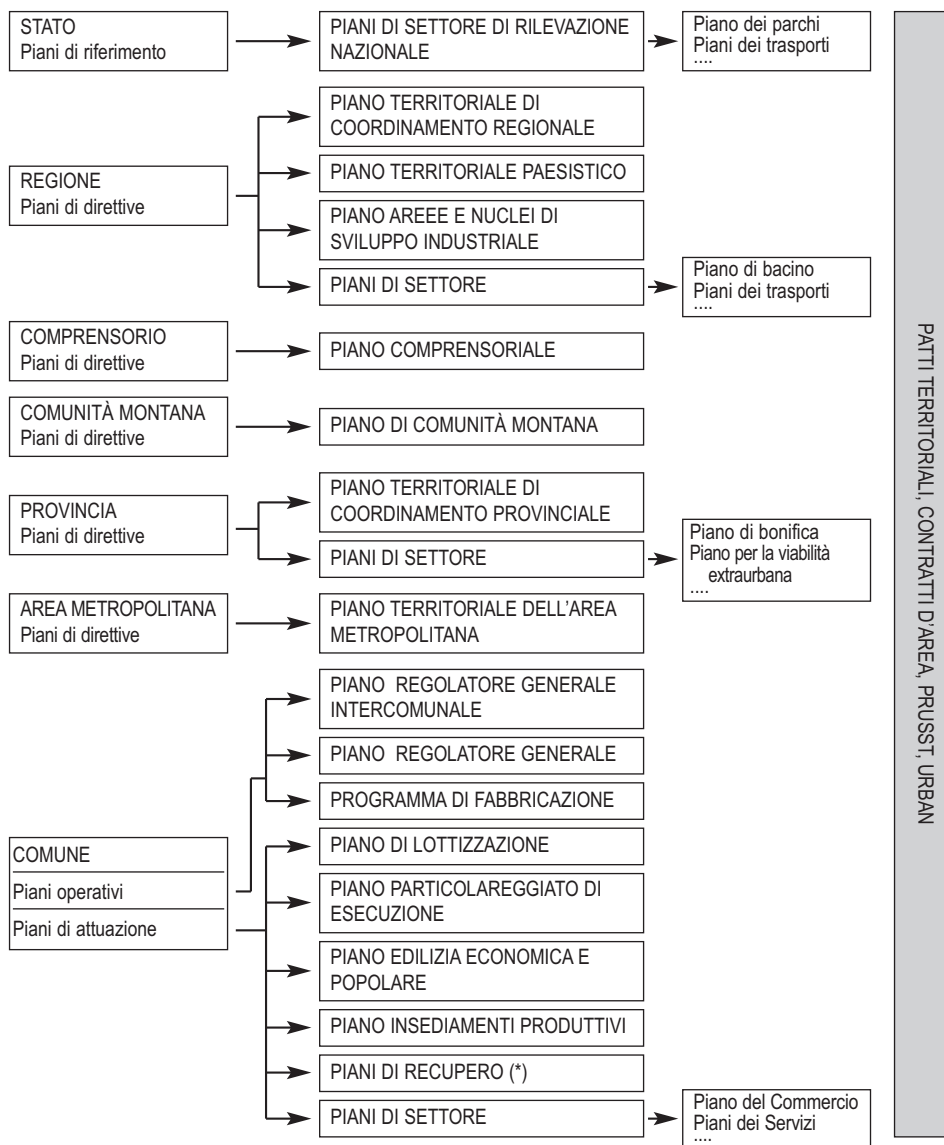 STATO
Piani di riferimento
PIANI DI SETTORE DI RILEVAZIONE
NAZIONALE
Piano dei parchi
Piani dei trasporti
....
REGIONE
Piani di direttive
PIANO TERRITORIALE DI
COORDINAMENTO REGIONALE
PIANO TERRITORIALE PAESISTICO
PIANO AREEE E NUCLEI DI
SVILUPPO INDUSTRIALE
PIANI DI SETTORE
Piano di bacino
Piani dei trasporti
....
COMPRENSORIO
Piani di direttive
PIANO COMPRENSORIALE
COMUNITÀ MONTANA
Piani di direttive
PIANO DI COMUNITÀ MONTANA
PROVINCIA
Piani di direttive
PIANO TERRITORIALE DI
COORDINAMENTO PROVINCIALE
PIANI DI SETTORE
Piano di bonifica
Piano per la viabilità
extraurbana
....
AREA METROPOLITANA
Piani di direttive
PIANO TERRITORIALE DELL'AREA
METROPOLITANA
COMUNE
Piani operativi
Piani di attuazione
PIANO REGOLATORE GENERALE
INTERCOMUNALE
PIANO REGOLATORE GENERALE
PROGRAMMA DI FABBRICAZIONE
PIANO DI LOTTIZZAZIONE
PIANO PARTICOLAREGGIATO DI
ESECUZIONE
PIANO EDILIZIA ECONOMICA E
POPOLARE
PIANO INSEDIAMENTI PRODUTTIVI
PIANI DI RECUPERO (*)
PIANI DI SETTORE
Piano del Commercio
Piani dei Servizi
....
PATTI TERRITORIALI, CONTRATTI D'AREA, PRUSST, URBAN